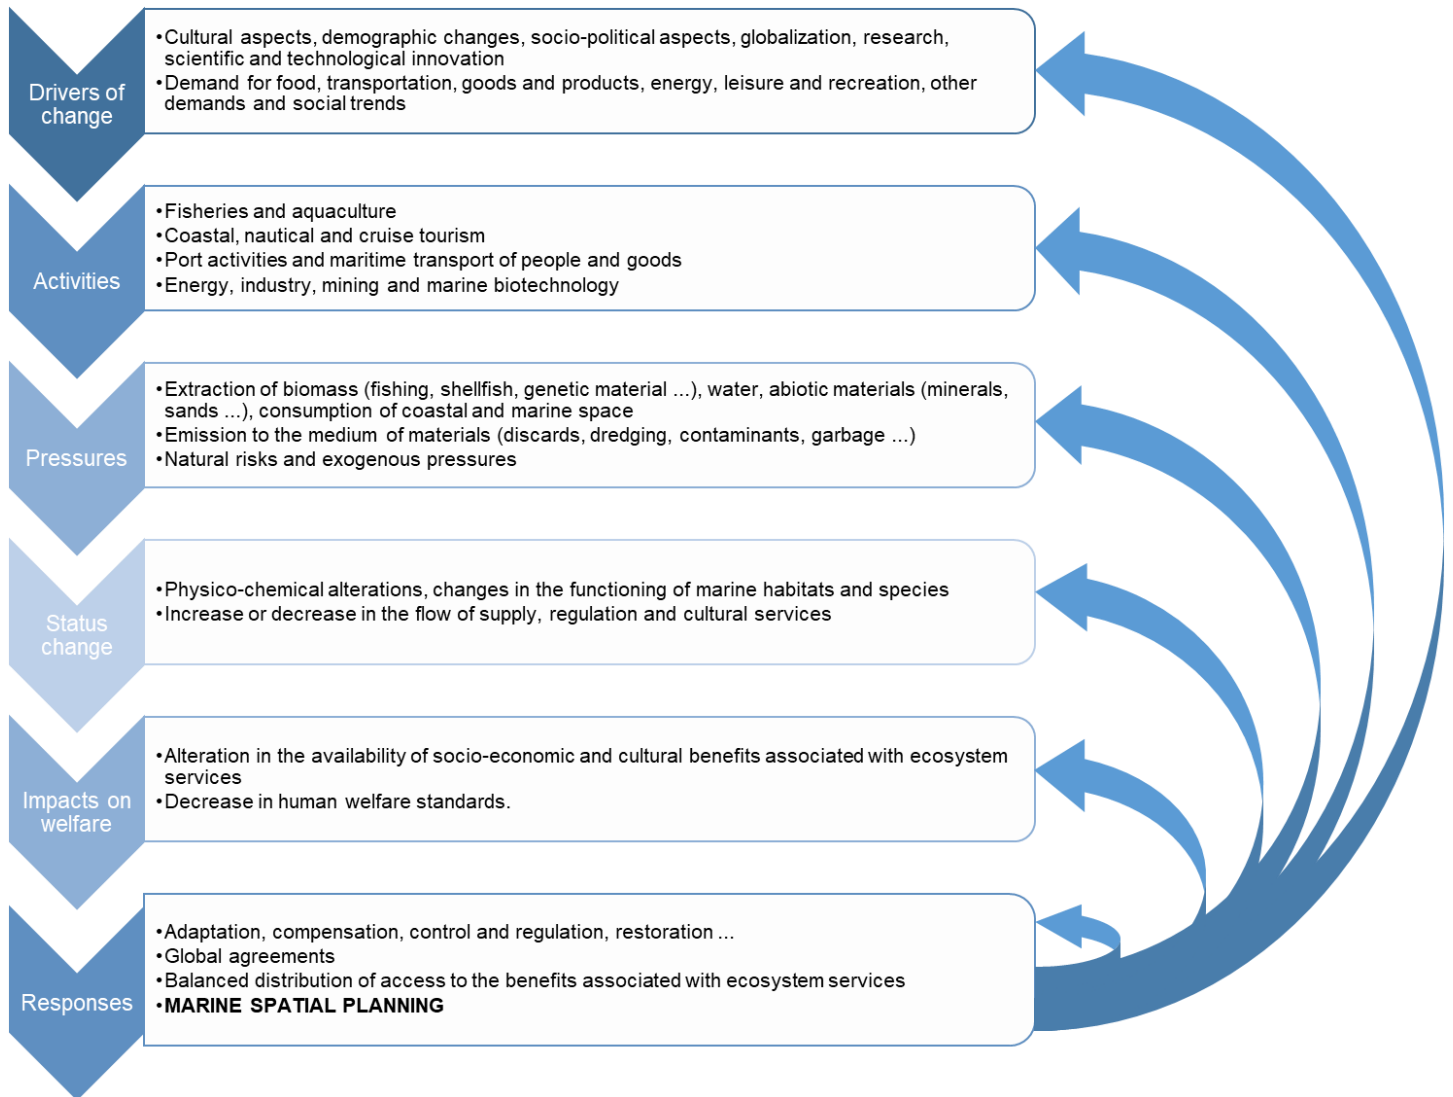 Drivers of
change
•Cultural aspects, demographic changes, socio-political aspects, globalization, research,
scientific and technological innovation
•Demand for food, transportation, goods and products, energy, leisure and recreation, other
demands and social trends
Activities
•Fisheries and aquaculture
•Coastal, nautical and cruise tourism
•Port activities and maritime transport of people and goods
•Energy, industry, mining and marine biotechnology
Pressures
•Extraction of biomass (fishing, shellfish, genetic material ...), water, abiotic materials (minerals,
sands ...), consumption of coastal and marine space
•Emission to the medium of materials (discards, dredging, contaminants, garbage ...)
•Natural risks and exogenous pressures
Status
change
•Physico-chemical alterations, changes in the functioning of marine habitats and species
•Increase or decrease in the flow of supply, regulation and cultural services
Impacts on
welfare
•Alteration in the availability of socio-economic and cultural benefits associated with ecosystem
services
•Decrease in human welfare standards.
Responses
•Adaptation, compensation, control and regulation, restoration ...
•Global agreements
•Balanced distribution of access to the benefits associated with ecosystem services
•MARINE SPATIAL PLANNING